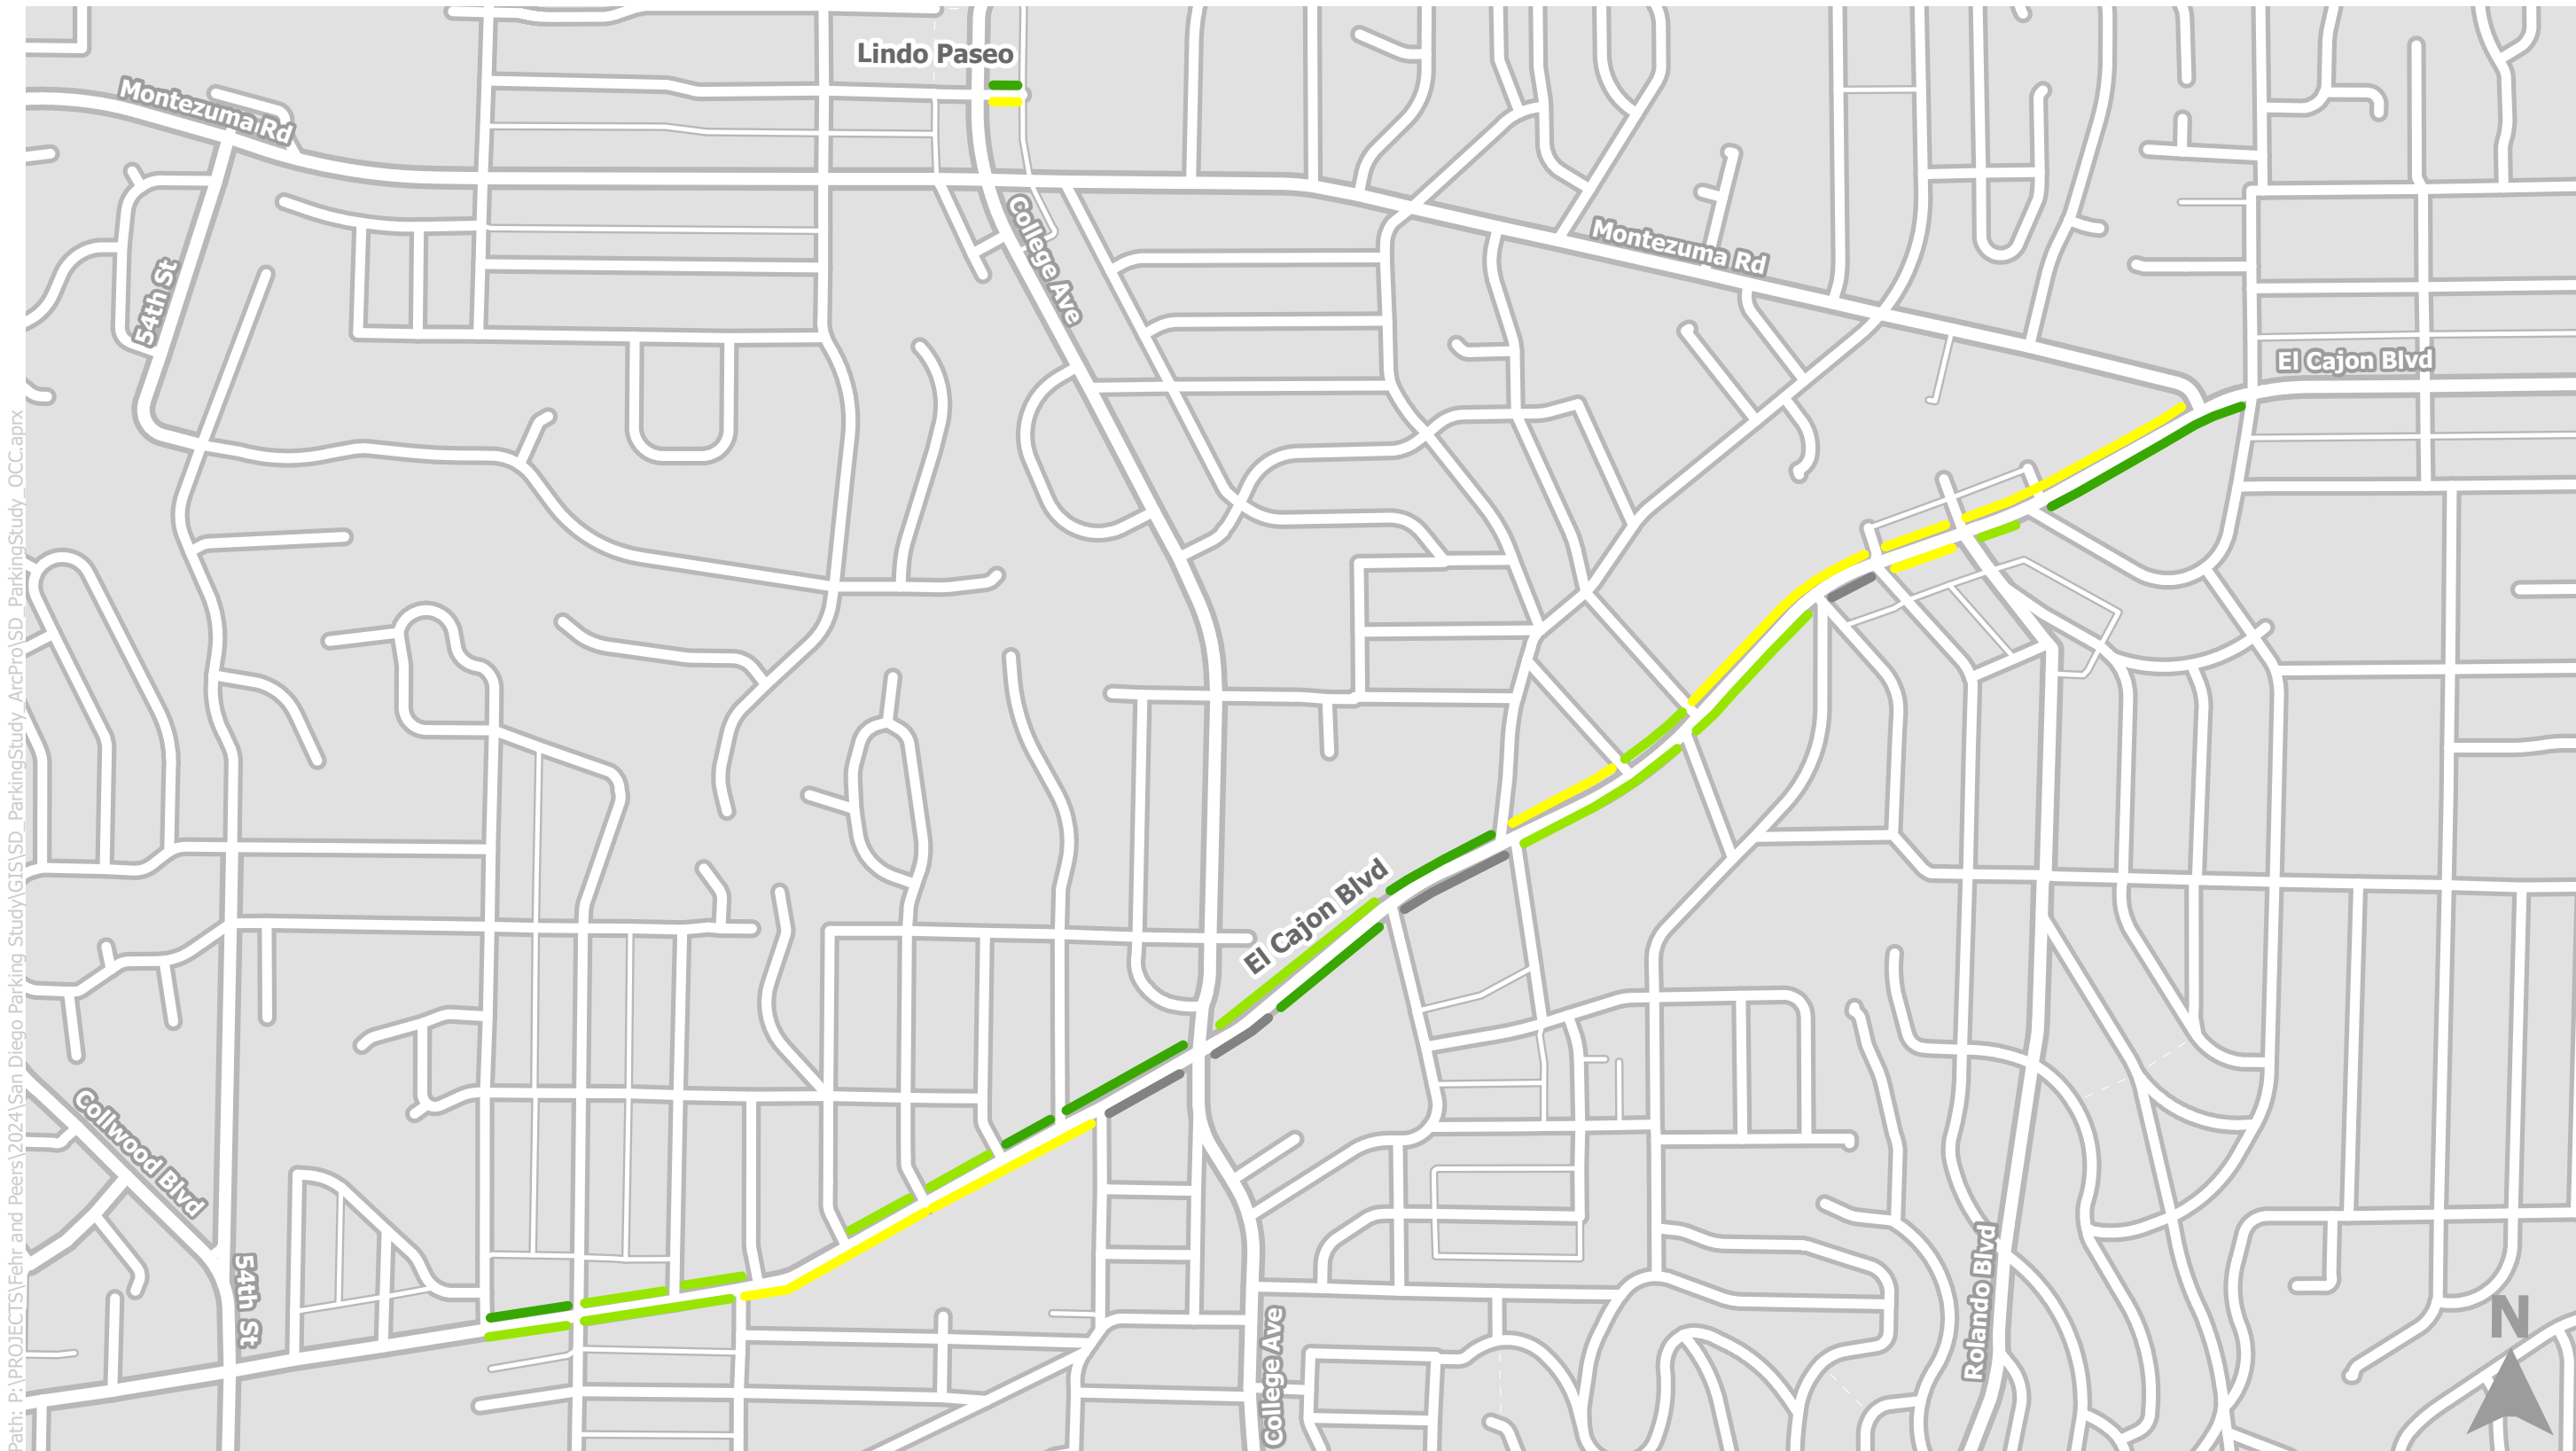 Lindo Paseo
Montezuma Rd
College Ave
Montezuma Rd
54th St
El Cajon Blvd
El Cajon Blvd
Collwood Blvd
54th St
Rolando Blvd
College Ave
N
Path: P:\PROJECTS\Fehr and Peers\2024\San Diego Parking Study\GIS\SD_ParkingStudy_ArcPro\SD_ParkingStudy_OCC.aprx